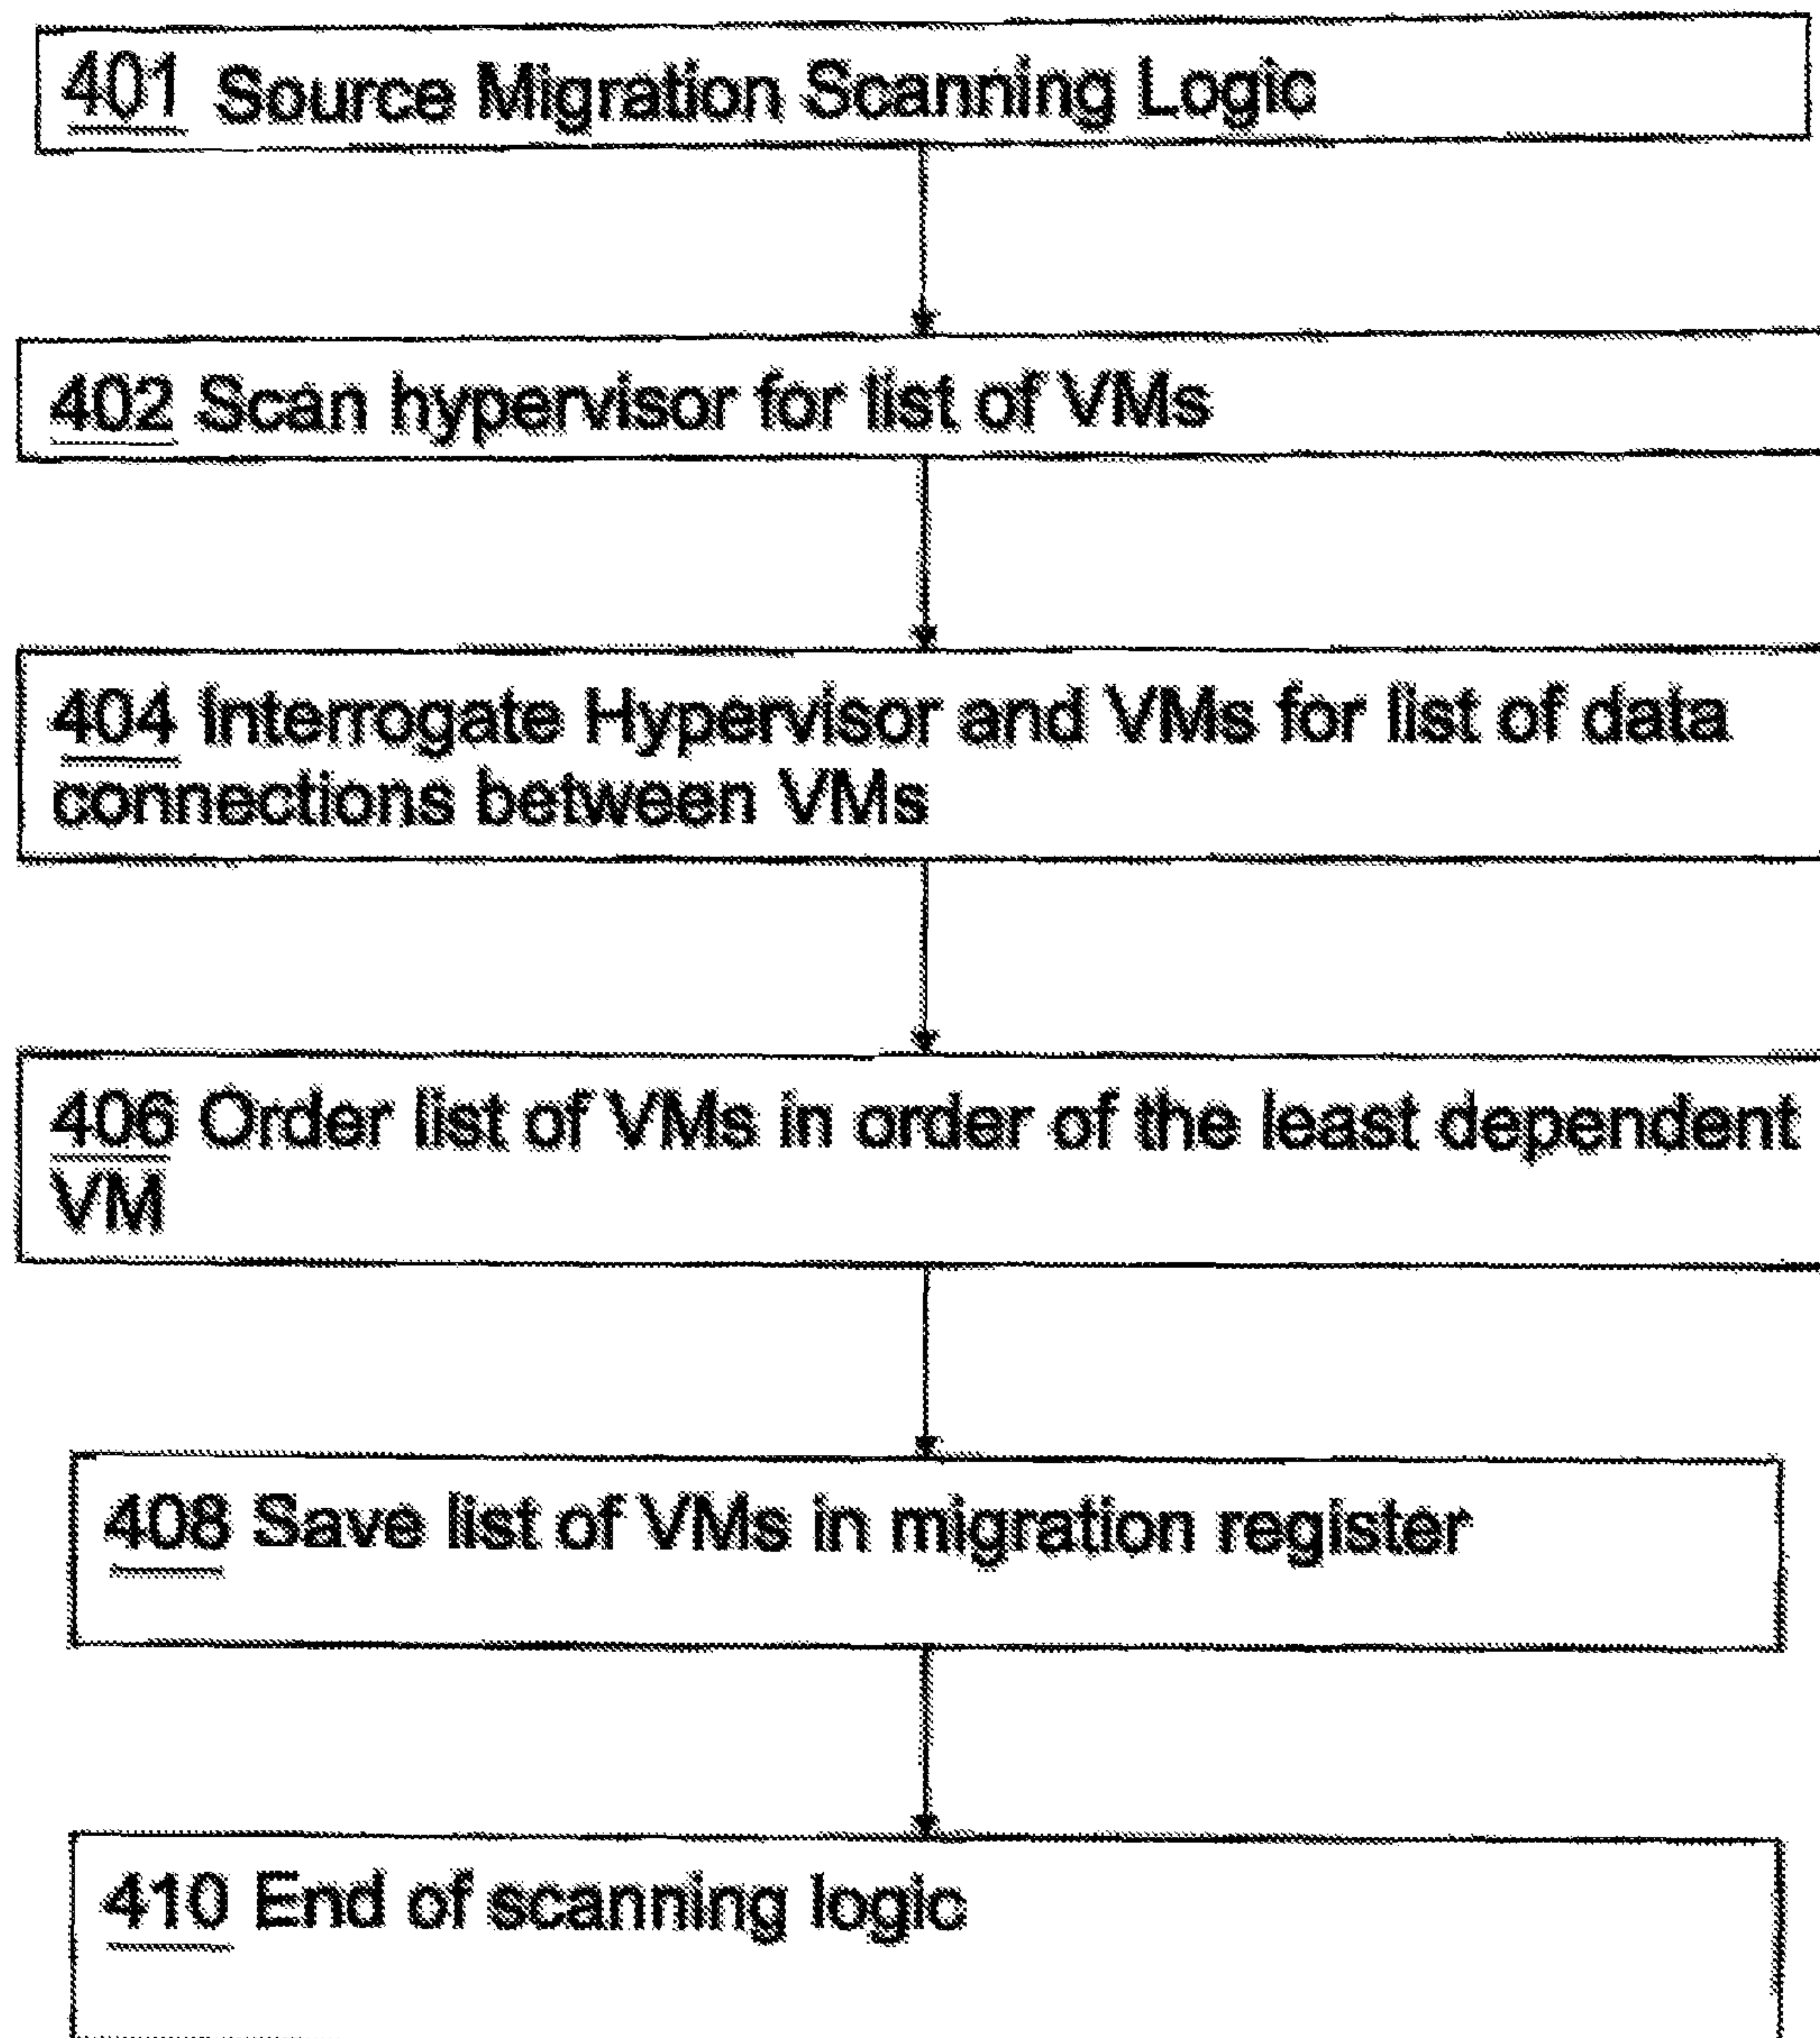 401 Source Migration Scanning Logic
402 Scan hypervisor for list of VMs
404 Interrogate Hypervisor and VMs for list of data
connections between VMs
406 Order list of VMs in order of the least dependent
VM
408 Save list of VMs in migration register
410 End of scanning logic